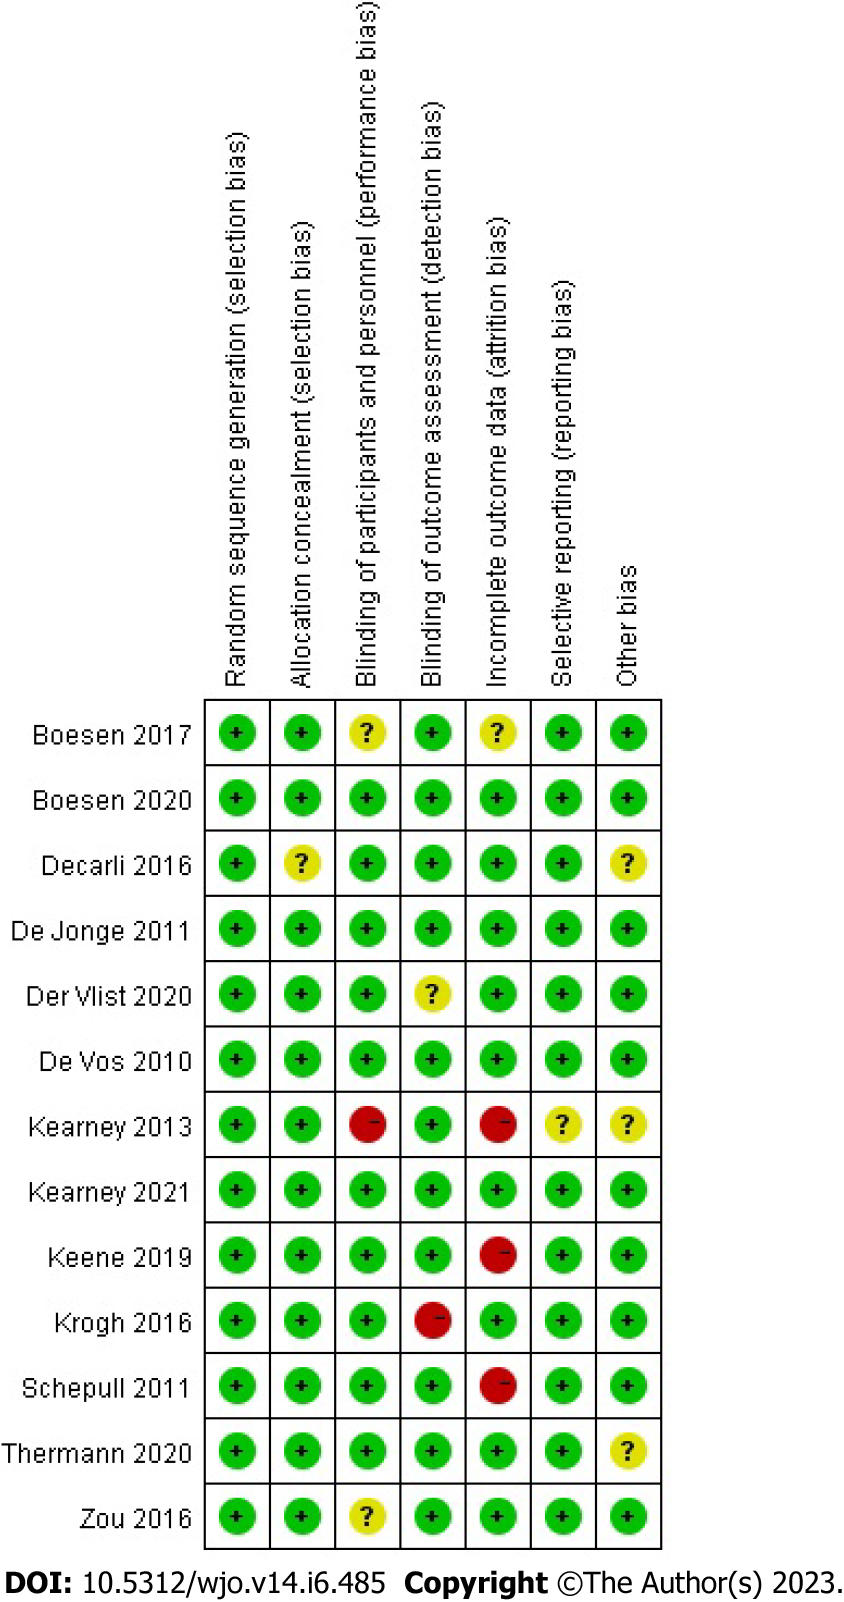 Random sequence generation (selection bias)
Allocation concealment (selection bias)
Blinding of participants and personnel (performance bias)
Blinding of outcome assessment (detection bias)
Incomplete outcome data (attrition bias)
Selective reporting (reporting bias)
Other bias
Boesen 2017 + + ? + ? + +
Boesen 2020 + + + + + + +
Decarli 2016 + ? + + + + ?
De Jonge 2011 + + + + + + +
Der Vlist 2020 + + + ? + + +
De Vos 2010 + + + + + + +
Kearney 2013 + + - + - ? ?
Kearney 2021 + + + + + + +
Keene 2019 + + + + - + +
Krogh 2016 + + + - + + +
Schepull 2011 + + + + - + +
Thermann 2020 + + + + + + ?
Zou 2016 + + ? + + + +
DOI: 10.5312/wjo.v14.i6.485 Copyright ©The Author(s) 2023.